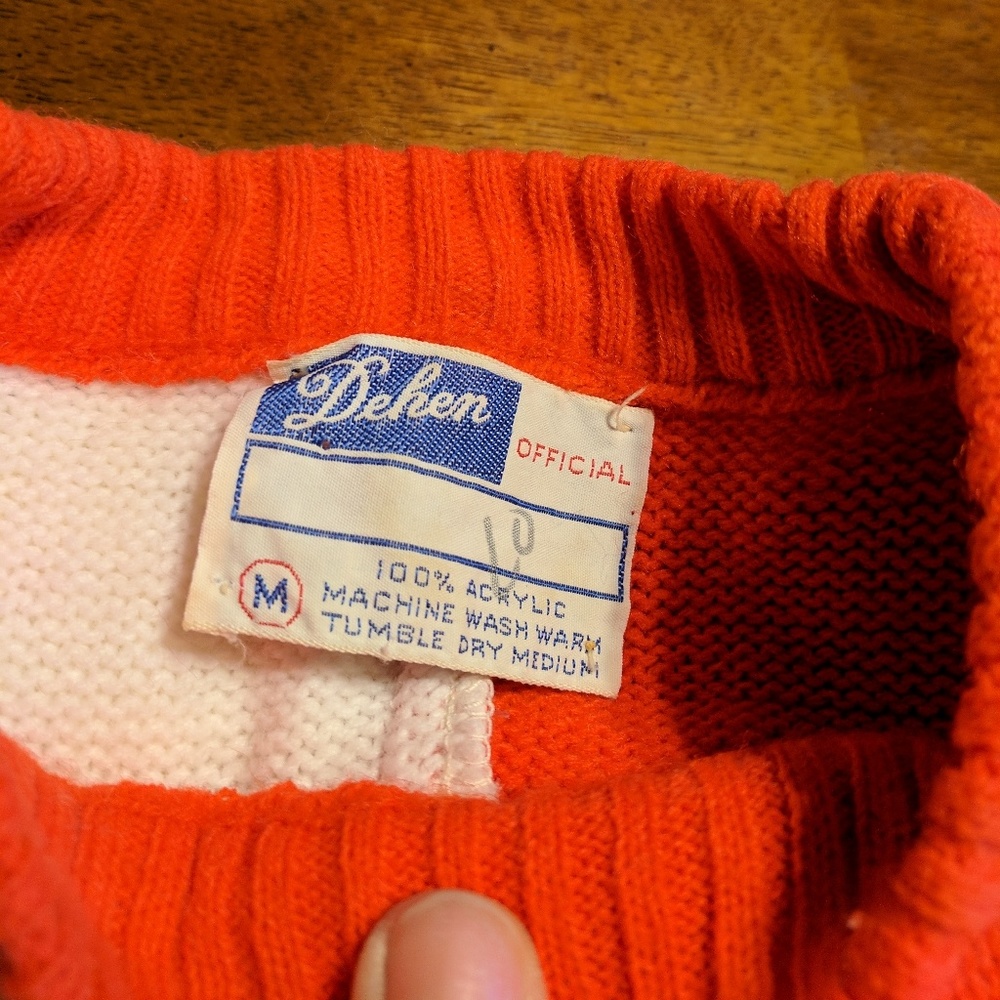 Dehen
OFFICIAL
M
100% ACRYLIC
MACHINE WASH WARM
TUMBLE DRY MEDIUM